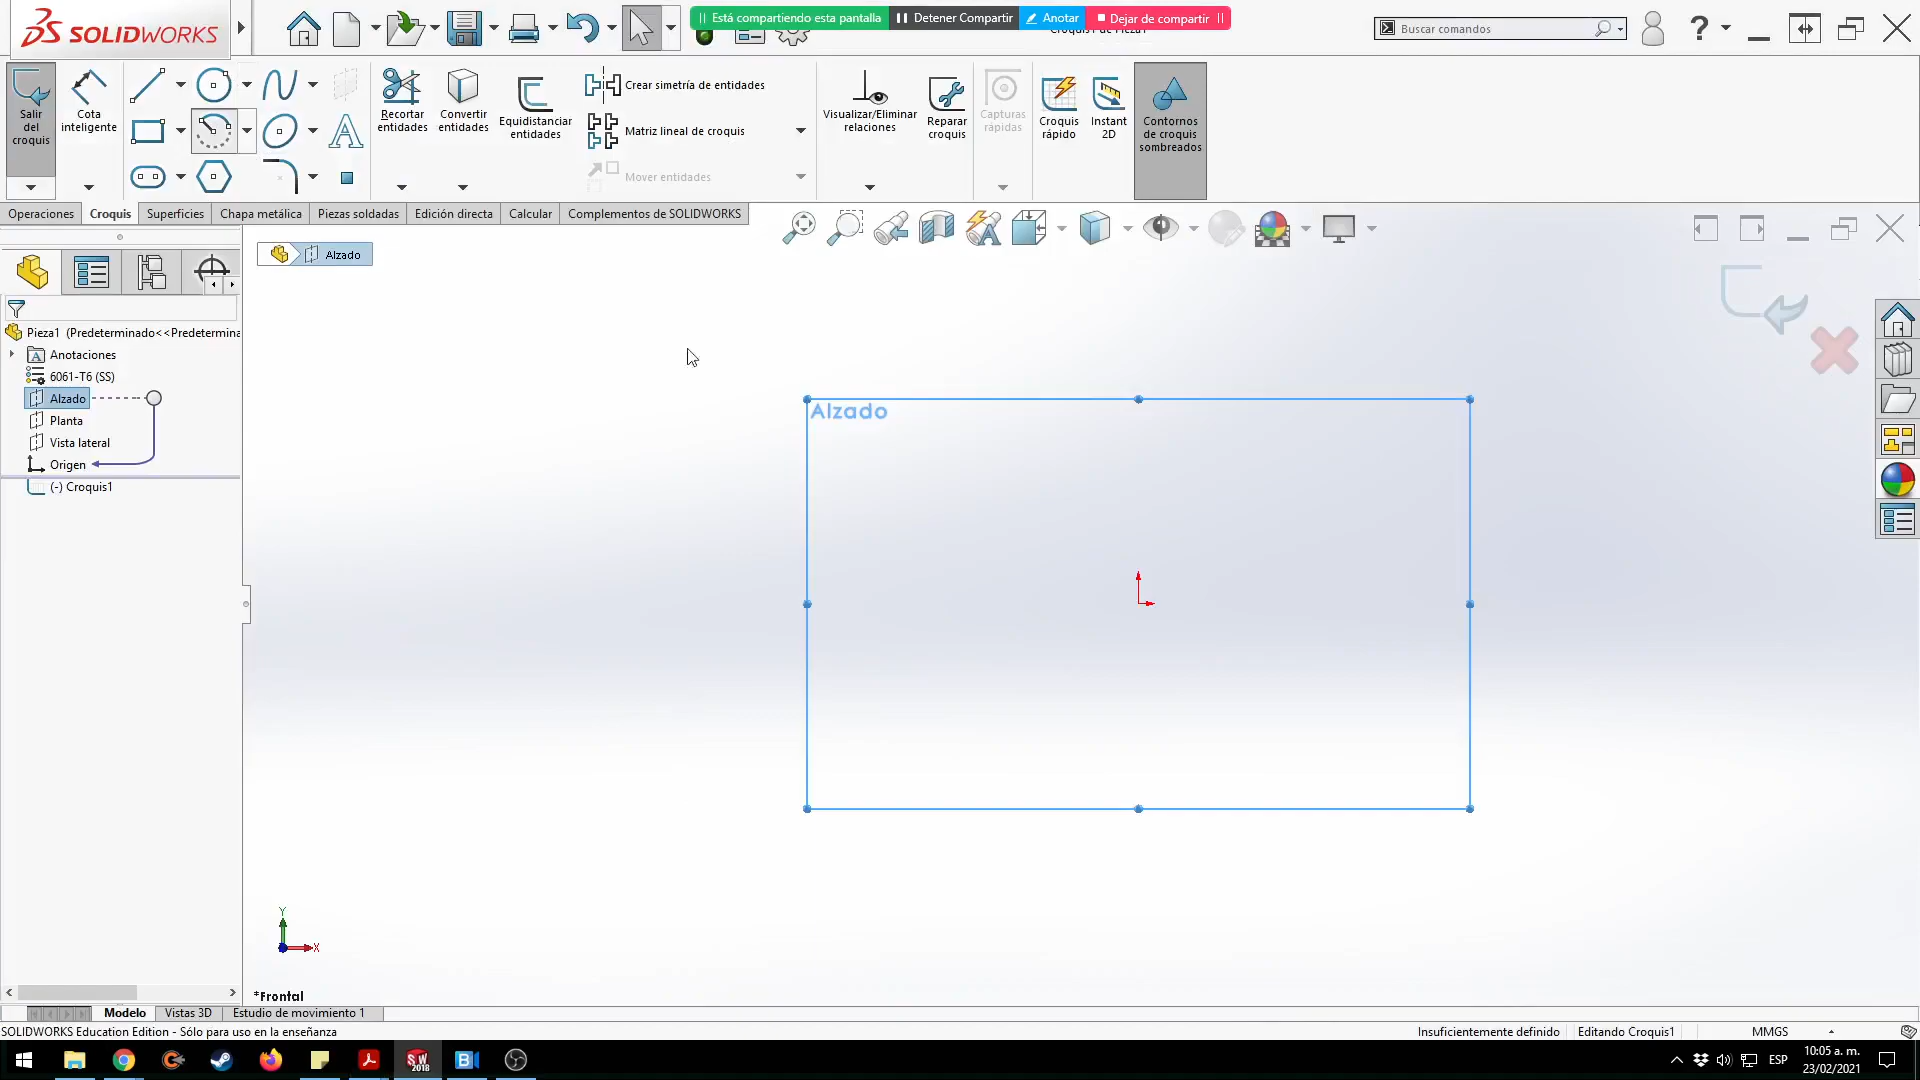 SOLIDWORKS
Está compartiendo esta pantalla
Detener Compartir
Anotar
Dejar de compartir
Buscar comandos
?
Salir
del
croquis
Cota
inteligente
Recortar
entidades
Convertir
entidades
Equidistanciar
entidades
Crear simetría de entidades
Matriz lineal de croquis
Mover entidades
Visualizar/Eliminar
relaciones
Reparar
croquis
Capturas
rápidas
Croquis
rápido
Instant
2D
Contornos
de croquis
sombreados
Operaciones
Croquis
Superficies
Chapa metálica
Piezas soldadas
Edición directa
Calcular
Complementos de SOLIDWORKS
Alzado
Pieza1 (Predeterminado<<Predetermina
Anotaciones
6061-T6 (SS)
Alzado
Planta
Vista lateral
Origen
(-) Croquis1
Alzado
Y
X
*Frontal
Modelo
Vistas 3D
Estudio de movimiento 1
SOLIDWORKS Education Edition - Sólo para uso en la enseñanza
Insuficientemente definido
Editando Croquis1
MMGS
SW
2018
ESP
10:05 a. m.
23/02/2021